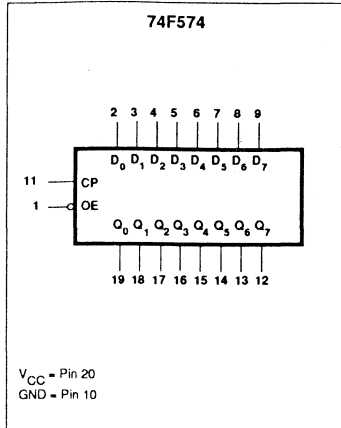 74F574
2 3 4 5 6 7 8 9
D0 D1 D2 D3 D4 D5 D6 D7
11 CP
1 OE
Q0 Q1 Q2 Q3 Q4 Q5 Q6 Q7
19 18 17 16 15 14 13 12
VCC = Pin 20
GND = Pin 10